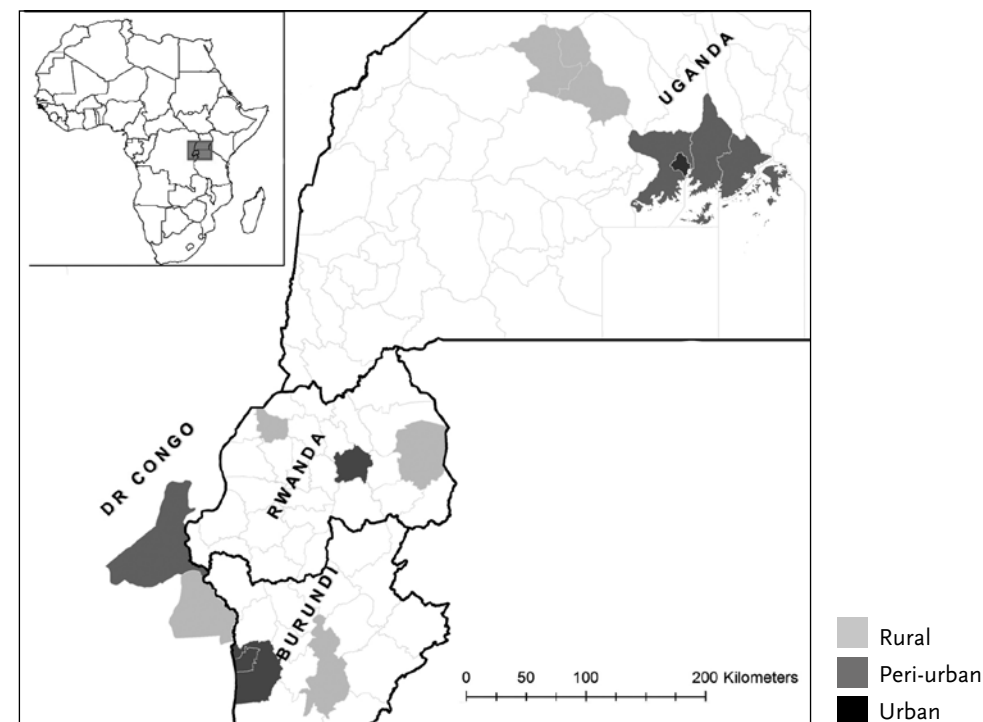 UGANDA
DR CONGO
RWANDA
BURUNDI
0 50 100 200 Kilometers
Rural
Peri-urban
Urban